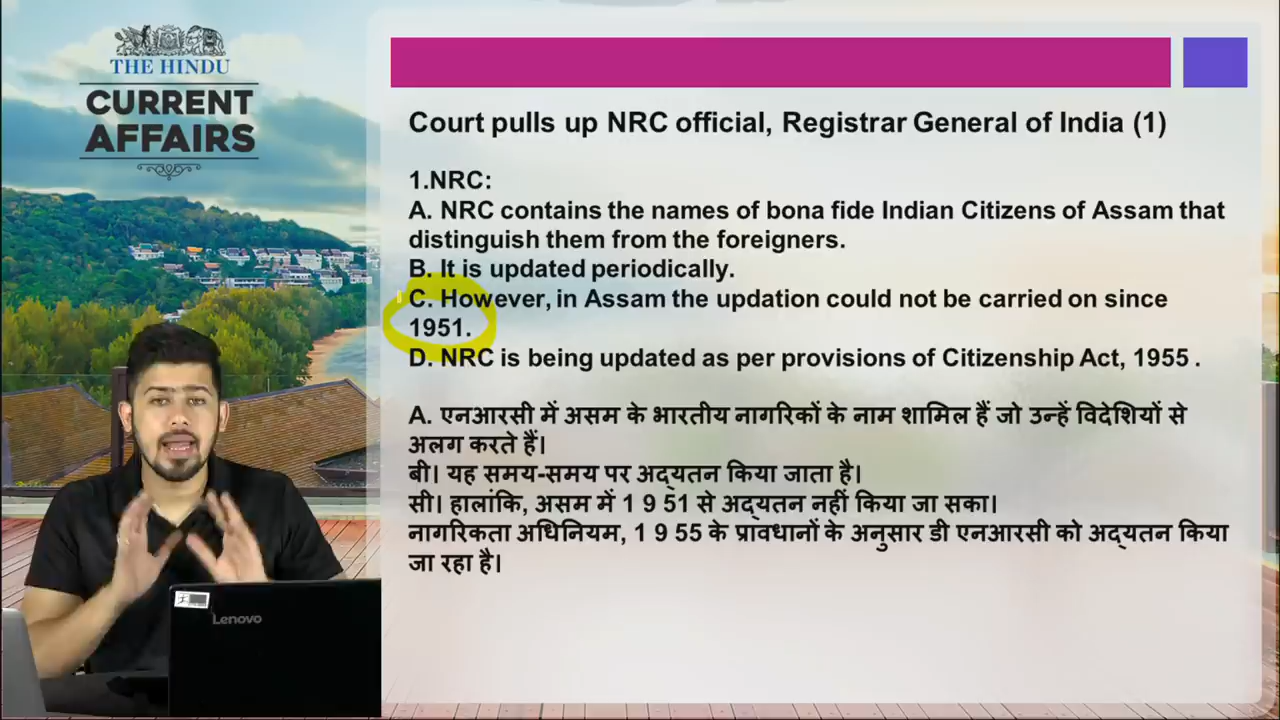 THE HINDU
CURRENT
AFFAIRS
Court pulls up NRC official, Registrar General of India (1)
1.NRC:
A. NRC contains the names of bona fide Indian Citizens of Assam that
distinguish them from the foreigners.
B. It is updated periodically.
C. However, in Assam the updation could not be carried on since
1951.
D. NRC is being updated as per provisions of Citizenship Act, 1955 .
A. एनआरसी में असम के भारतीय नागरिकों के नाम शामिल हैं जो उन्हें विदेशियों से
अलग करते हैं।
बी। यह समय-समय पर अद्यतन किया जाता है।
सी। हालांकि, असम में 1 9 51 से अद्यतन नहीं किया जा सका।
नागरिकता अधिनियम, 1 9 55 के प्रावधानों के अनुसार डी एनआरसी को अद्यतन किया
जा रहा है।
Lenovo